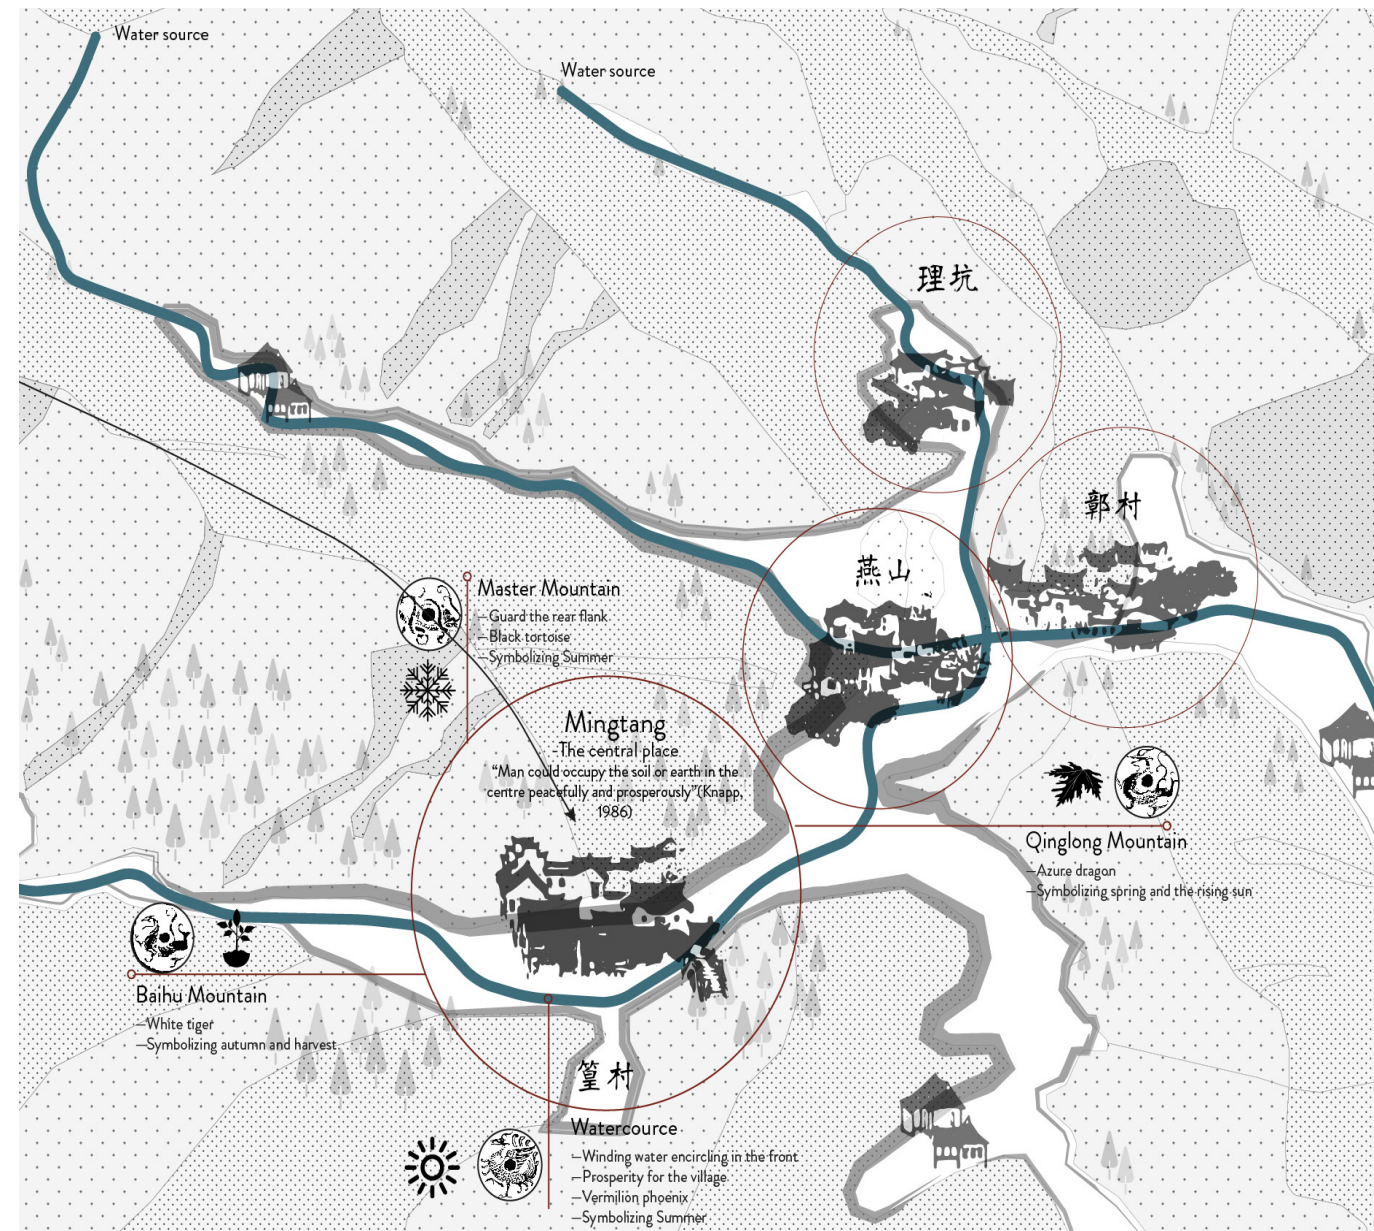 Water source
Water source
理坑
鄣村
燕山
Master Mountain
—Guard the rear flank
—Black tortoise
—Symbolizing Summer
Mingtang
-The central place
“Man could occupy the soil or earth in the
centre peacefully and prosperously”(Knapp,
1986)
Qinglong Mountain
—Azure dragon
—Symbolizing spring and the rising sun
Baihu Mountain
—White tiger
—Symbolizing autumn and harvest
篁村
Watercource
—Winding water encircling in the front
—Prosperity for the village
—Vermilion phoenix
—Symbolizing Summer